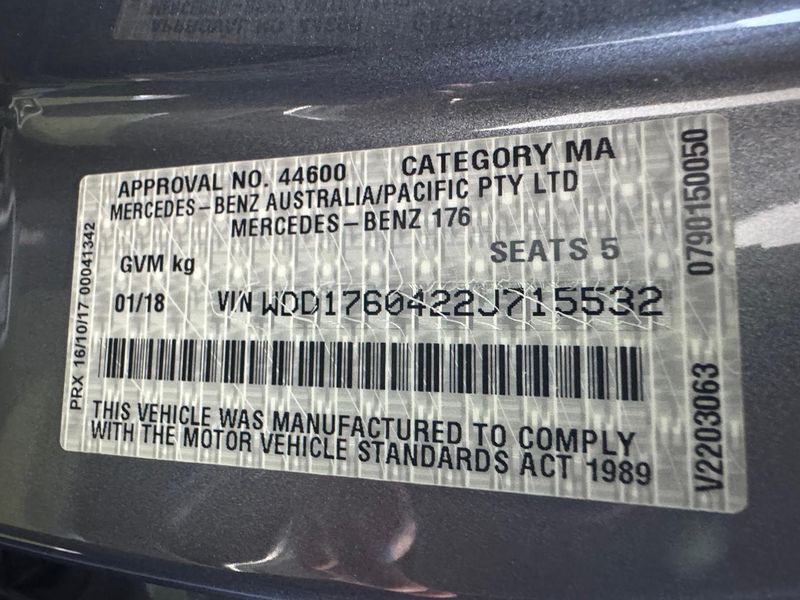 APPROVAL NO. 44600 CATEGORY MA
MERCEDES-BENZ AUSTRALIA/PACIFIC PTY LTD
MERCEDES-BENZ 176
GVM kg SEATS 5
01/18 VIN WDD1760422J715532
THIS VEHICLE WAS MANUFACTURED TO COMPLY
WITH THE MOTOR VEHICLE STANDARDS ACT 1989
PRX 16/10/17 00041342
0790150050
V2203063